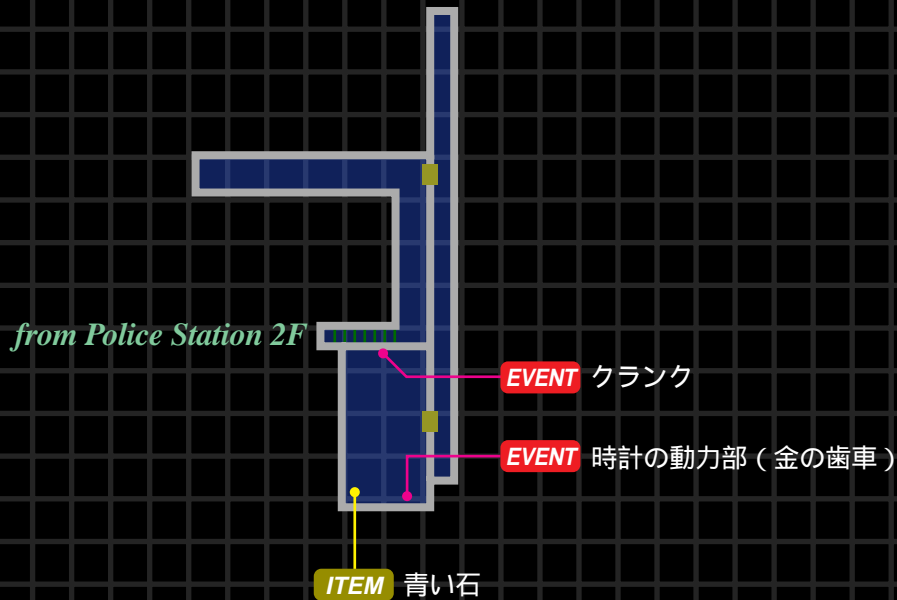 from Police Station 2F
EVENT クランク
EVENT 時計の動力部（金の歯車）
ITEM 青い石